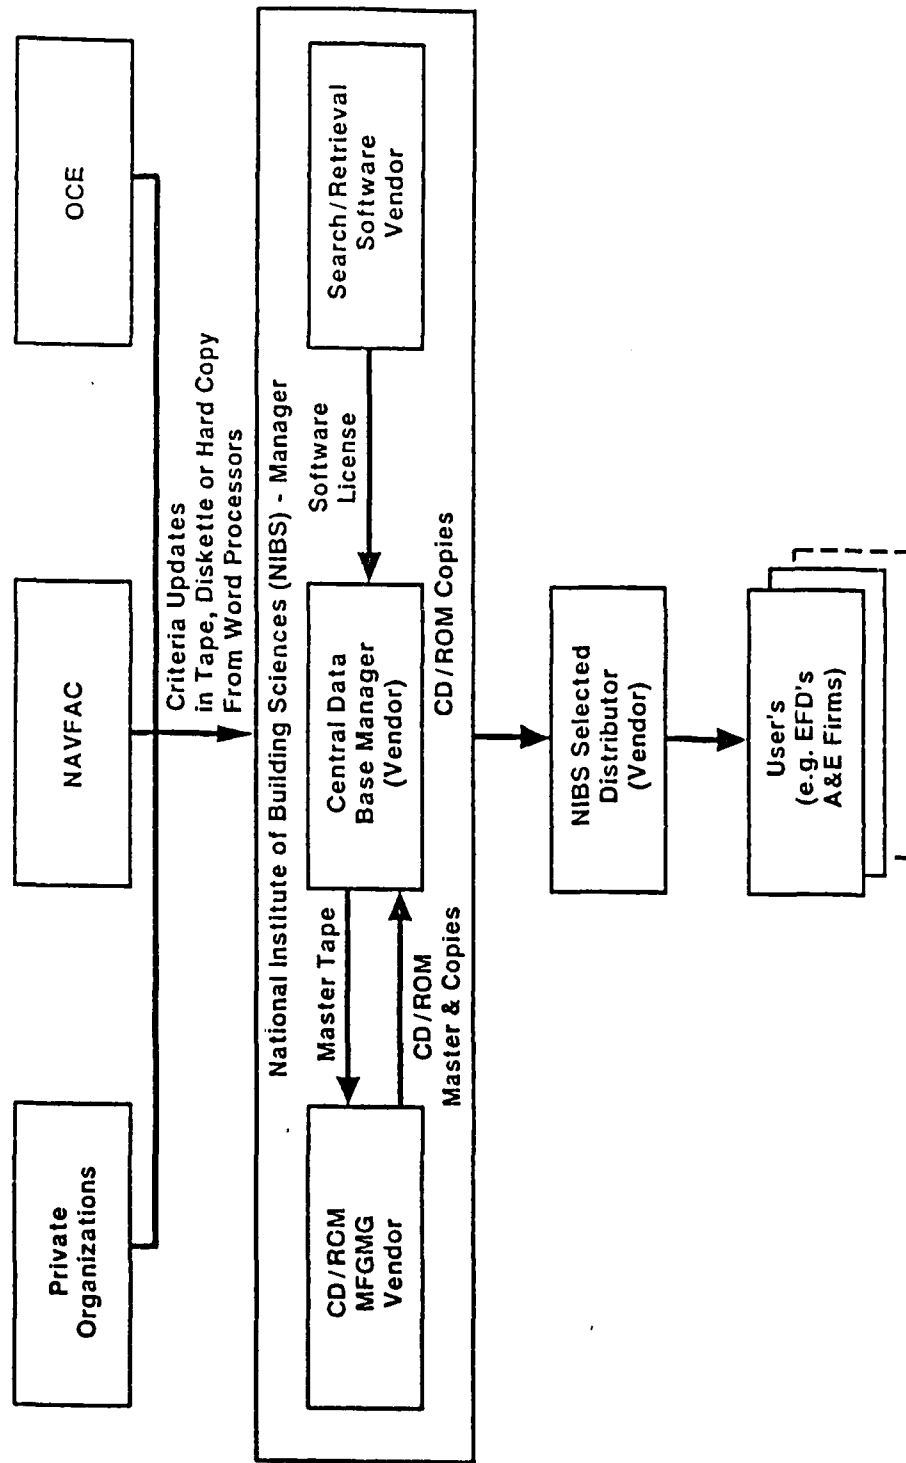 Private
Organizations
NAVFAC
OCE
Criteria Updates
in Tape, Diskette or Hard Copy
From Word Processors
National Institute of Building Sciences (NIBS) - Manager
CD/RCM
MFGMG
Vendor
Master Tape
CD/ROM
Master & Copies
Central Data
Base Manager
(Vendor)
Software
License
Search/Retrieval
Software
Vendor
CD/ROM Copies
NIBS Selected
Distributor
(Vendor)
User's
(e.g. EFD's
A&E Firms)